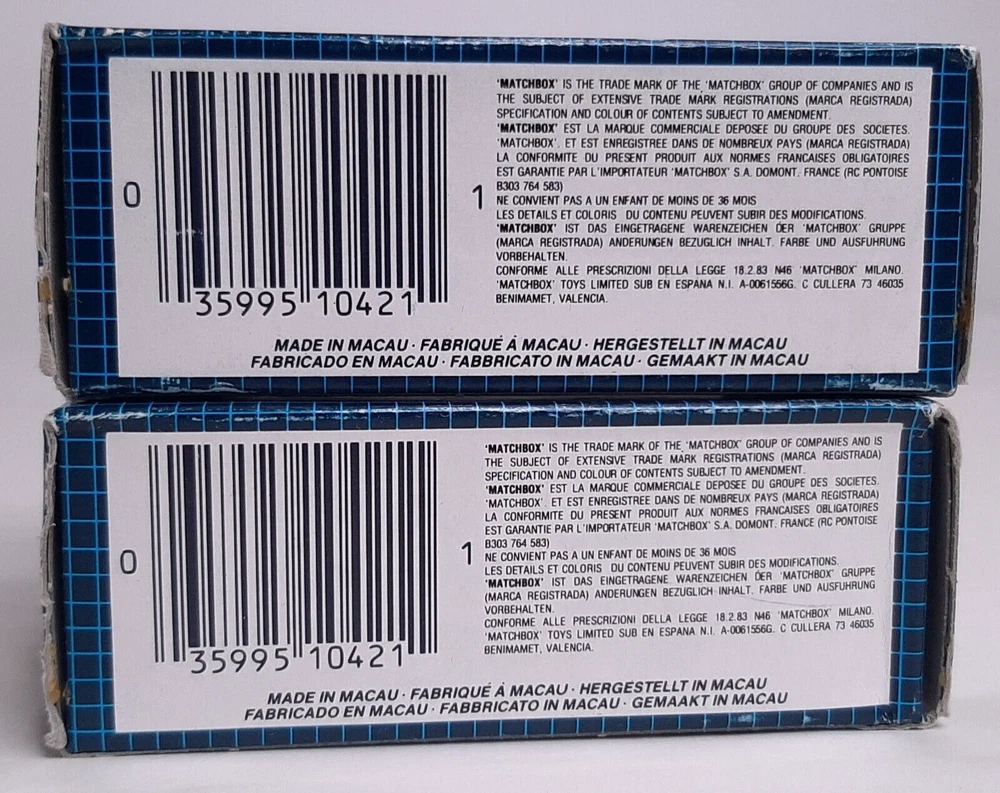 'MATCHBOX' IS THE TRADE MARK OF THE 'MATCHBOX' GROUP OF COMPANIES AND IS
THE SUBJECT OF EXTENSIVE TRADE MARK REGISTRATIONS (MARCA REGISTRADA)
SPECIFICATION AND COLOUR OF CONTENTS SUBJECT TO AMENDMENT.
'MATCHBOX' EST LA MARQUE COMMERCIALE DEPOSEE DU GROUPE DES SOCIETES.
'MATCHBOX'. ET EST ENREGISTREE DANS DE NOMBREUX PAYS (MARCA REGISTRADA)
LA CONFORMITE DU PRESENT PRODUIT AUX NORMES FRANCAISES OBLIGATOIRES
EST GARANTIE PAR L'IMPORTATEUR 'MATCHBOX' S.A. DOMONT. FRANCE (RC PONTOISE
B303 764 583)
NE CONVIENT PAS A UN ENFANT DE MOINS DE 36 MOIS
LES DETAILS ET COLORIS DU CONTENU PEUVENT SUBIR DES MODIFICATIONS.
'MATCHBOX' IST DAS EINGETRAGENE WARENZEICHEN DER 'MATCHBOX' GRUPPE
(MARCA REGISTRADA) ANDERUNGEN BEZUGLICH INHALT. FARBE UND AUSFUHRUNG
VORBEHALTEN.
CONFORME ALLE PRESCRIZIONI DELLA LEGGE 18.2.83 N46 'MATCHBOX' MILANO.
'MATCHBOX' TOYS LIMITED SUB EN ESPANA N.I. A-0061556G. C CULLERA 73 46035
BENIMAMET, VALENCIA.
0 35995 10421 1
MADE IN MACAU · FABRIQUÉ À MACAU · HERGESTELLT IN MACAU
FABRICADO EN MACAU · FABBRICATO IN MACAU · GEMAAKT IN MACAU
'MATCHBOX' IS THE TRADE MARK OF THE 'MATCHBOX' GROUP OF COMPANIES AND IS
THE SUBJECT OF EXTENSIVE TRADE MARK REGISTRATIONS (MARCA REGISTRADA)
SPECIFICATION AND COLOUR OF CONTENTS SUBJECT TO AMENDMENT.
'MATCHBOX' EST LA MARQUE COMMERCIALE DEPOSEE DU GROUPE DES SOCIETES.
'MATCHBOX'. ET EST ENREGISTREE DANS DE NOMBREUX PAYS (MARCA REGISTRADA)
LA CONFORMITE DU PRESENT PRODUIT AUX NORMES FRANCAISES OBLIGATOIRES
EST GARANTIE PAR L'IMPORTATEUR 'MATCHBOX' S.A. DOMONT. FRANCE (RC PONTOISE
B303 764 583)
NE CONVIENT PAS A UN ENFANT DE MOINS DE 36 MOIS
LES DETAILS ET COLORIS DU CONTENU PEUVENT SUBIR DES MODIFICATIONS.
'MATCHBOX' IST DAS EINGETRAGENE WARENZEICHEN DER 'MATCHBOX' GRUPPE
(MARCA REGISTRADA) ANDERUNGEN BEZUGLICH INHALT. FARBE UND AUSFUHRUNG
VORBEHALTEN.
CONFORME ALLE PRESCRIZIONI DELLA LEGGE 18.2.83 N46 'MATCHBOX' MILANO.
'MATCHBOX' TOYS LIMITED SUB EN ESPANA N.I. A-0061556G. C CULLERA 73 46035
BENIMAMET, VALENCIA.
0 35995 10421 1
MADE IN MACAU · FABRIQUÉ À MACAU · HERGESTELLT IN MACAU
FABRICADO EN MACAU · FABBRICATO IN MACAU · GEMAAKT IN MACAU